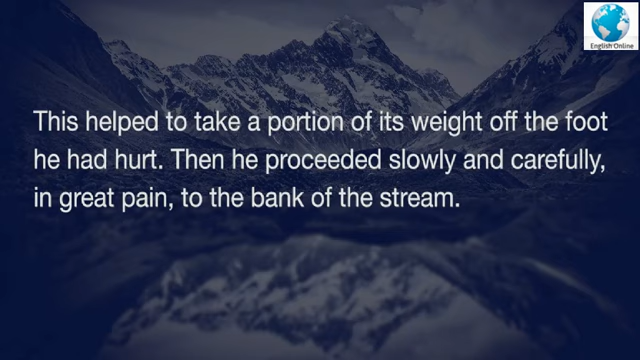 English Online
This helped to take a portion of its weight off the foot
he had hurt. Then he proceeded slowly and carefully,
in great pain, to the bank of the stream.